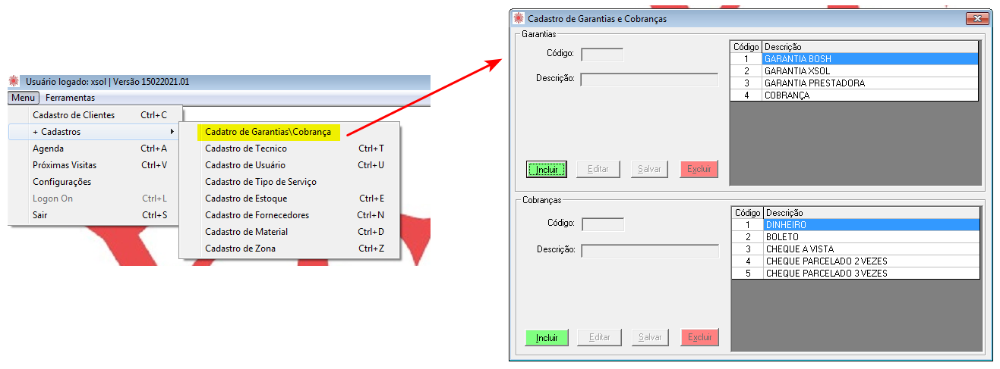 Usuário logado: xsol | Versão 15022021.01
Menu Ferramentas
Cadastro de Clientes Ctrl+C
+ Cadastros
Agenda Ctrl+A
Próximas Visitas Ctrl+V
Configurações
Logon On Ctrl+L
Sair Ctrl+S
Cadatro de Garantias\Cobrança
Cadastro de Tecnico Ctrl+T
Cadastro de Usuário Ctrl+U
Cadastro de Tipo de Serviço
Cadastro de Estoque Ctrl+E
Cadastro de Fornecedores Ctrl+N
Cadastro de Material Ctrl+D
Cadastro de Zona Ctrl+Z
Cadastro de Garantias e Cobranças
Garantias
Código:
Descrição:
Incluir Editar Salvar Excluir
Código Descrição
1 GARANTIA BOSH
2 GARANTIA XSOL
3 GARANTIA PRESTADORA
4 COBRANÇA
Cobranças
Código:
Descrição:
Incluir Editar Salvar Excluir
Código Descrição
1 DINHEIRO
2 BOLETO
3 CHEQUE A VISTA
4 CHEQUE PARCELADO 2 VEZES
5 CHEQUE PARCELADO 3 VEZES